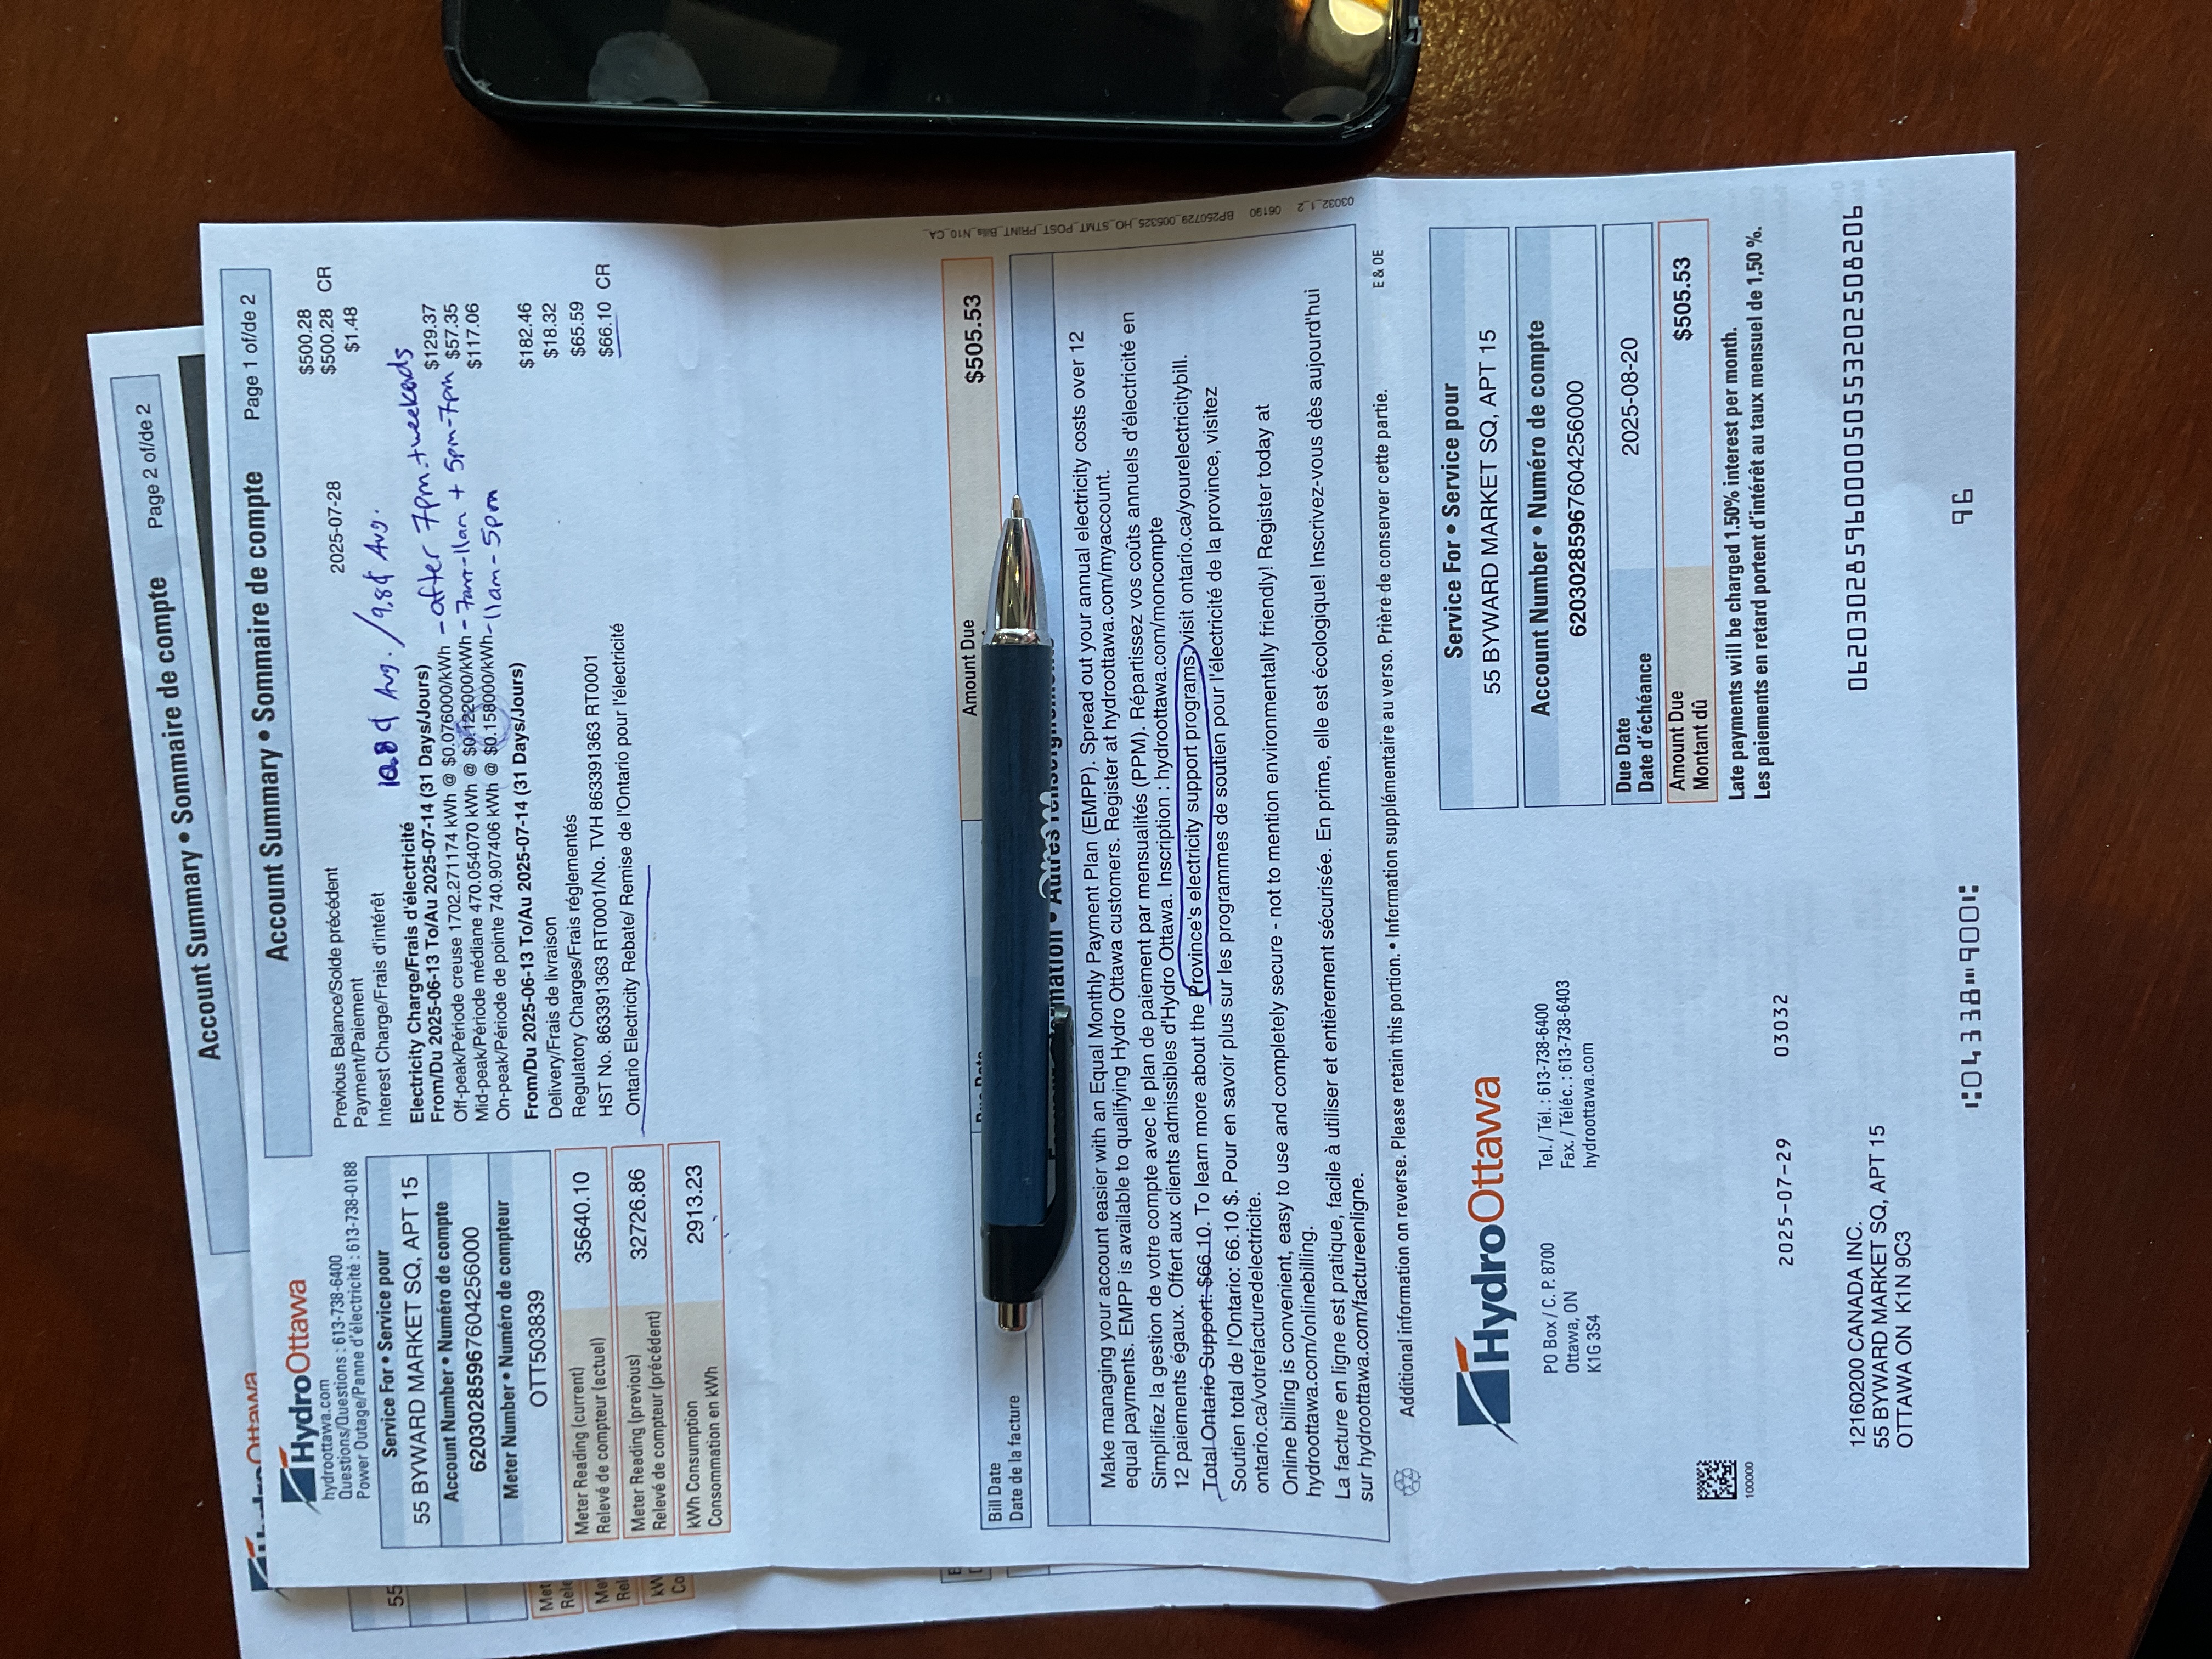 Account Summary • Sommaire de compte Page 2 of/de 2
HydroOttawa
Account Summary • Sommaire de compte Page 1 of/de 2
HydroOttawa
hydroottawa.com
Questions/Questions : 613-738-6400
Power Outage/Panne d'électricité : 613-738-0188
Service For • Service pour
55 BYWARD MARKET SQ, APT 15
Account Number • Numéro de compte
62030285967604256000
Meter Number • Numéro de compteur
OTT503839
Meter Reading (current) 35640.10
Relevé de compteur (actuel)
Meter Reading (previous) 32726.86
Relevé de compteur (précédent)
kWh Consumption 2913.23
Consommation en kWh
Previous Balance/Solde précédent $500.28
Payment/Paiement 2025-07-28 $500.28 CR
Interest Charge/Frais d'intérêt $1.48
10.8¢ Avg. / 9.8¢ Avg.
Electricity Charge/Frais d'électricité
From/Du 2025-06-13 To/Au 2025-07-14 (31 Days/Jours)
Off-peak/Période creuse 1702.271174 kWh @ $0.076000/kWh - after 7pm + weekends $129.37
Mid-peak/Période médiane 470.054070 kWh @ $0.122000/kWh - 7am-11am + 5pm-7pm $57.35
On-peak/Période de pointe 740.907406 kWh @ $0.158000/kWh - 11am - 5pm $117.06
From/Du 2025-06-13 To/Au 2025-07-14 (31 Days/Jours)
Delivery/Frais de livraison $182.46
Regulatory Charges/Frais réglementés $18.32
HST No. 863391363 RT0001/No. TVH 863391363 RT0001 $65.59
Ontario Electricity Rebate/ Remise de l'Ontario pour l'électricité $66.10 CR
55
Met
Rele
Me
Rel
kW
Co
Bill Date
Date de la facture
Due Date
Amount Due $505.53
mation • Autres renseignements
Make managing your account easier with an Equal Monthly Payment Plan (EMPP). Spread out your annual electricity costs over 12
equal payments. EMPP is available to qualifying Hydro Ottawa customers. Register at hydroottawa.com/myaccount.
Simplifiez la gestion de votre compte avec le plan de paiement par mensualités (PPM). Répartissez vos coûts annuels d'électricité en
12 paiements égaux. Offert aux clients admissibles d'Hydro Ottawa. Inscription : hydroottawa.com/moncompte
Total Ontario Support: $66.10. To learn more about the Province's electricity support programs, visit ontario.ca/yourelectricitybill.
Soutien total de l'Ontario: 66.10 $. Pour en savoir plus sur les programmes de soutien pour l'électricité de la province, visitez
ontario.ca/votrefacturedelectricite.
Online billing is convenient, easy to use and completely secure - not to mention environmentally friendly! Register today at
hydroottawa.com/onlinebilling.
La facture en ligne est pratique, facile à utiliser et entièrement sécurisée. En prime, elle est écologique! Inscrivez-vous dès aujourd'hui
sur hydroottawa.com/factureenligne.
03032_1_2 06190 BP250729_005325_HO_STMT_POST_PRINT_Bills_N10_CA_
Additional information on reverse. Please retain this portion. • Information supplémentaire au verso. Prière de conserver cette partie. E & OE
HydroOttawa
PO Box / C. P. 8700
Ottawa, ON
K1G 3S4
Tel. / Tél. : 613-738-6400
Fax. / Téléc. : 613-738-6403
hydroottawa.com
Service For • Service pour
55 BYWARD MARKET SQ, APT 15
Account Number • Numéro de compte
62030285967604256000
Due Date 2025-08-20
Date d'échéance
Amount Due $505.53
Montant dû
Late payments will be charged 1.50% interest per month.
Les paiements en retard portent d'intérêt au taux mensuel de 1,50 %.
100000
2025-07-29 03032
12160200 CANADA INC.
55 BYWARD MARKET SQ, APT 15
OTTAWA ON K1N 9C3
06203028596000050553202508206
⑆04338⑉900⑆ 96